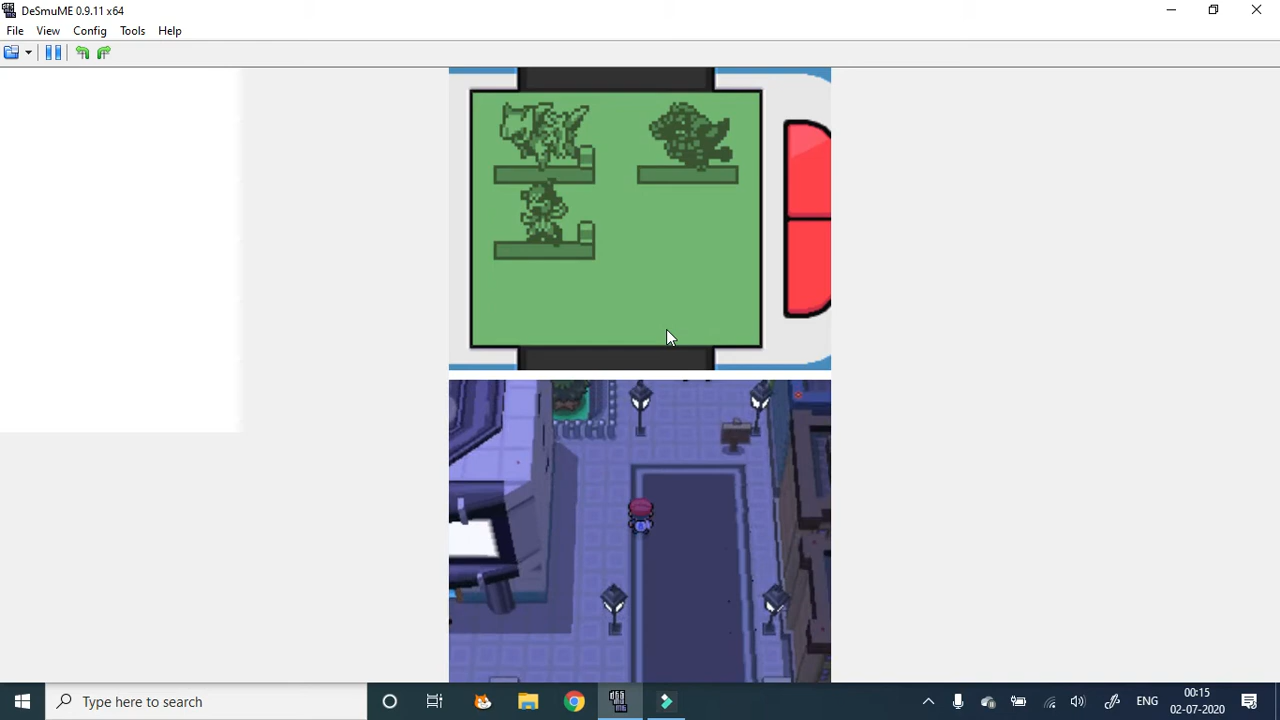 DeSmuME 0.9.11 x64
File View Config Tools Help
Type here to search
ENG
00:15
02-07-2020